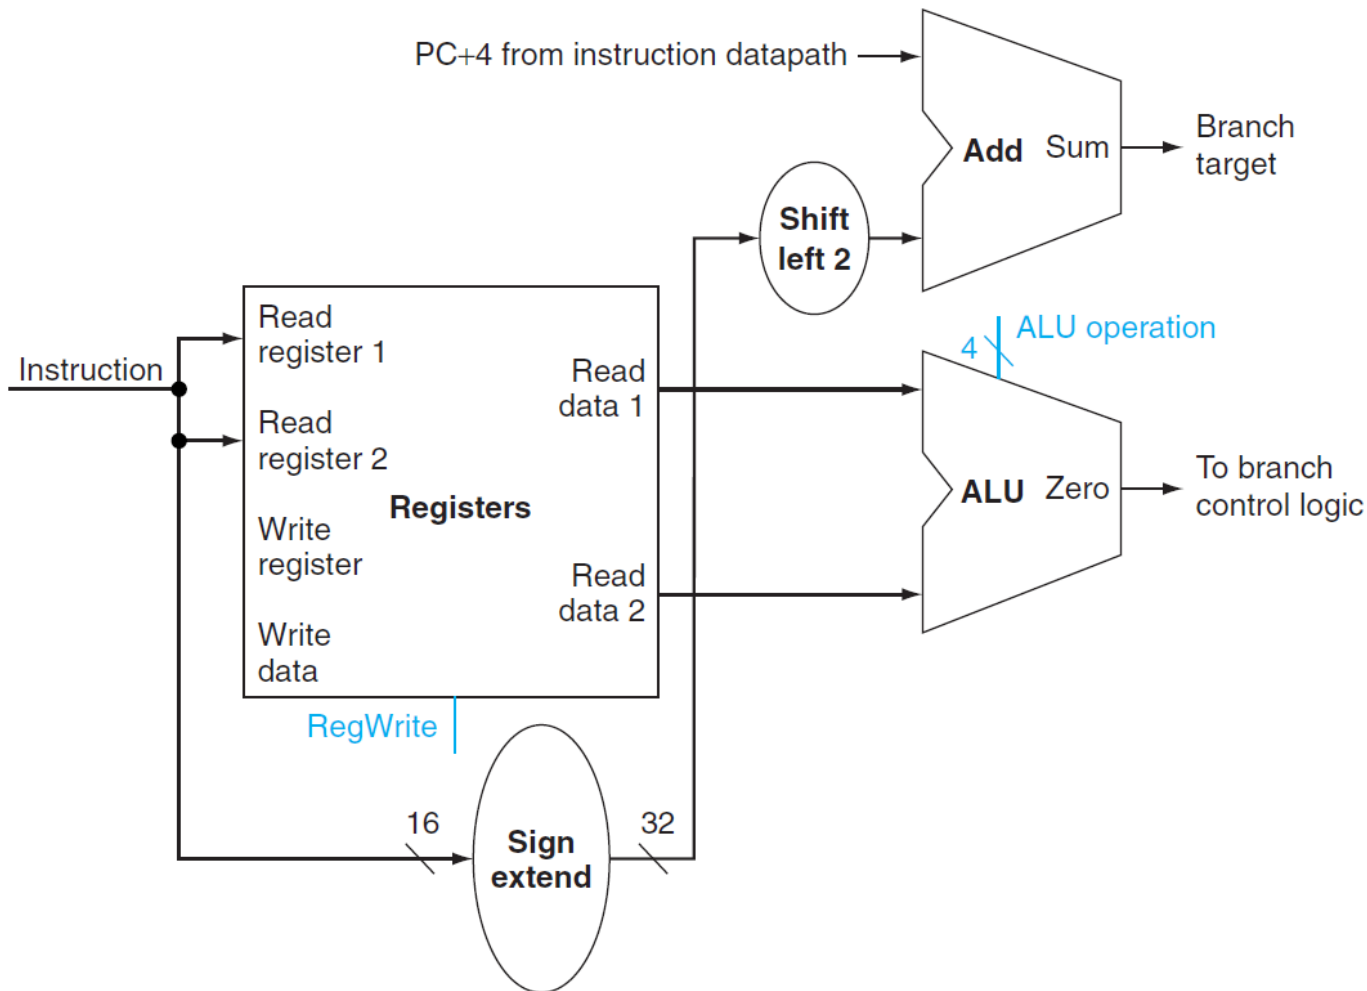 PC+4 from instruction datapath
Add Sum
Branch
target
Shift
left 2
ALU operation
4
Instruction
Read
register 1
Read
data 1
Read
register 2
Registers
ALU Zero
To branch
control logic
Write
register
Read
data 2
Write
data
RegWrite
16
Sign
extend
32